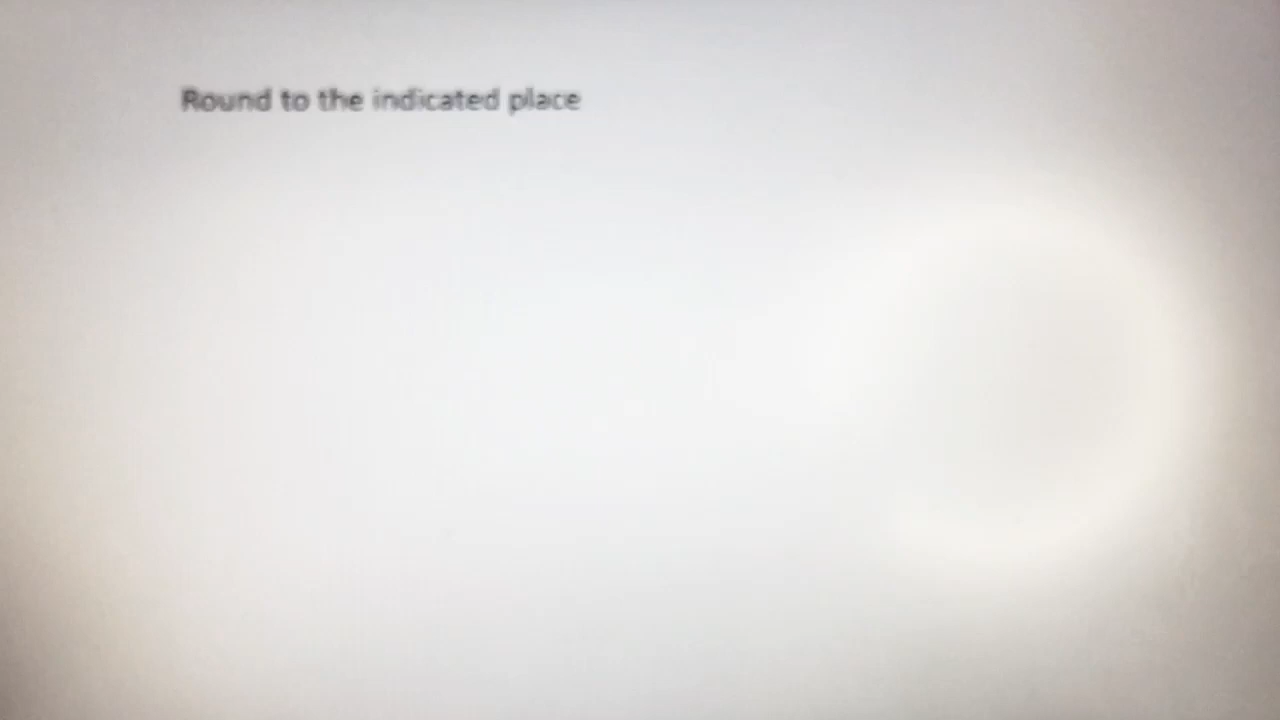 Round to the indicated place